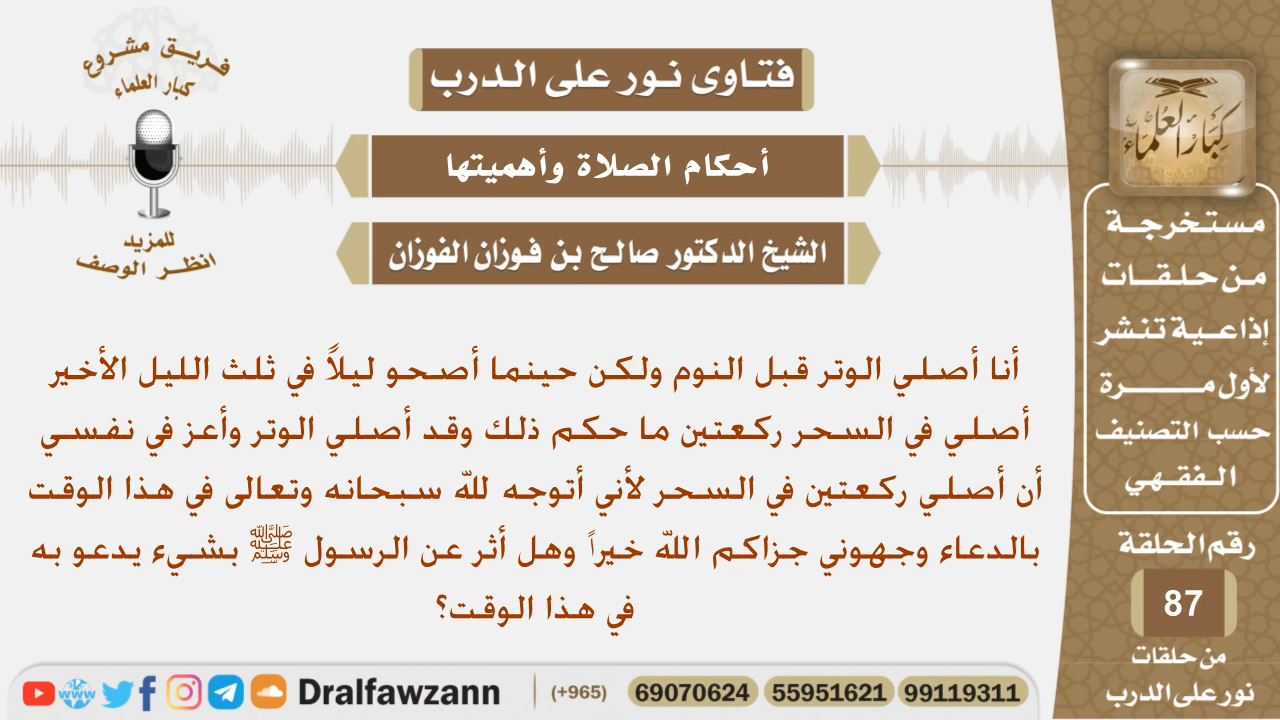 فريق مشروع
كبار العلماء
للمزيد
انظر الوصف
فتاوى نور على الدرب
أحكام الصلاة وأهميتها
الشيخ الدكتور صالح بن فوزان الفوزان
أنا أصلي الوتر قبل النوم ولكن حينما أصحو ليلاً في ثلث الليل الأخير
أصلي في السحر ركعتين ما حكم ذلك وقد أصلي الوتر وأعز في نفسي
أن أصلي ركعتين في السحر لأني أتوجه لله سبحانه وتعالى في هذا الوقت
بالدعاء وجهوني جزاكم الله خيراً وهل أثر عن الرسول ﷺ بشيء يدعو به
في هذا الوقت؟
كبار العلماء
مستخرجة
من حلقات
إذاعية تنشر
لأول مرة
حسب التصنيف
الفقهي
رقم الحلقة
87
من حلقات
نور على الدرب
www
Dralfawzann
(+965)
69070624
55951621
99119311